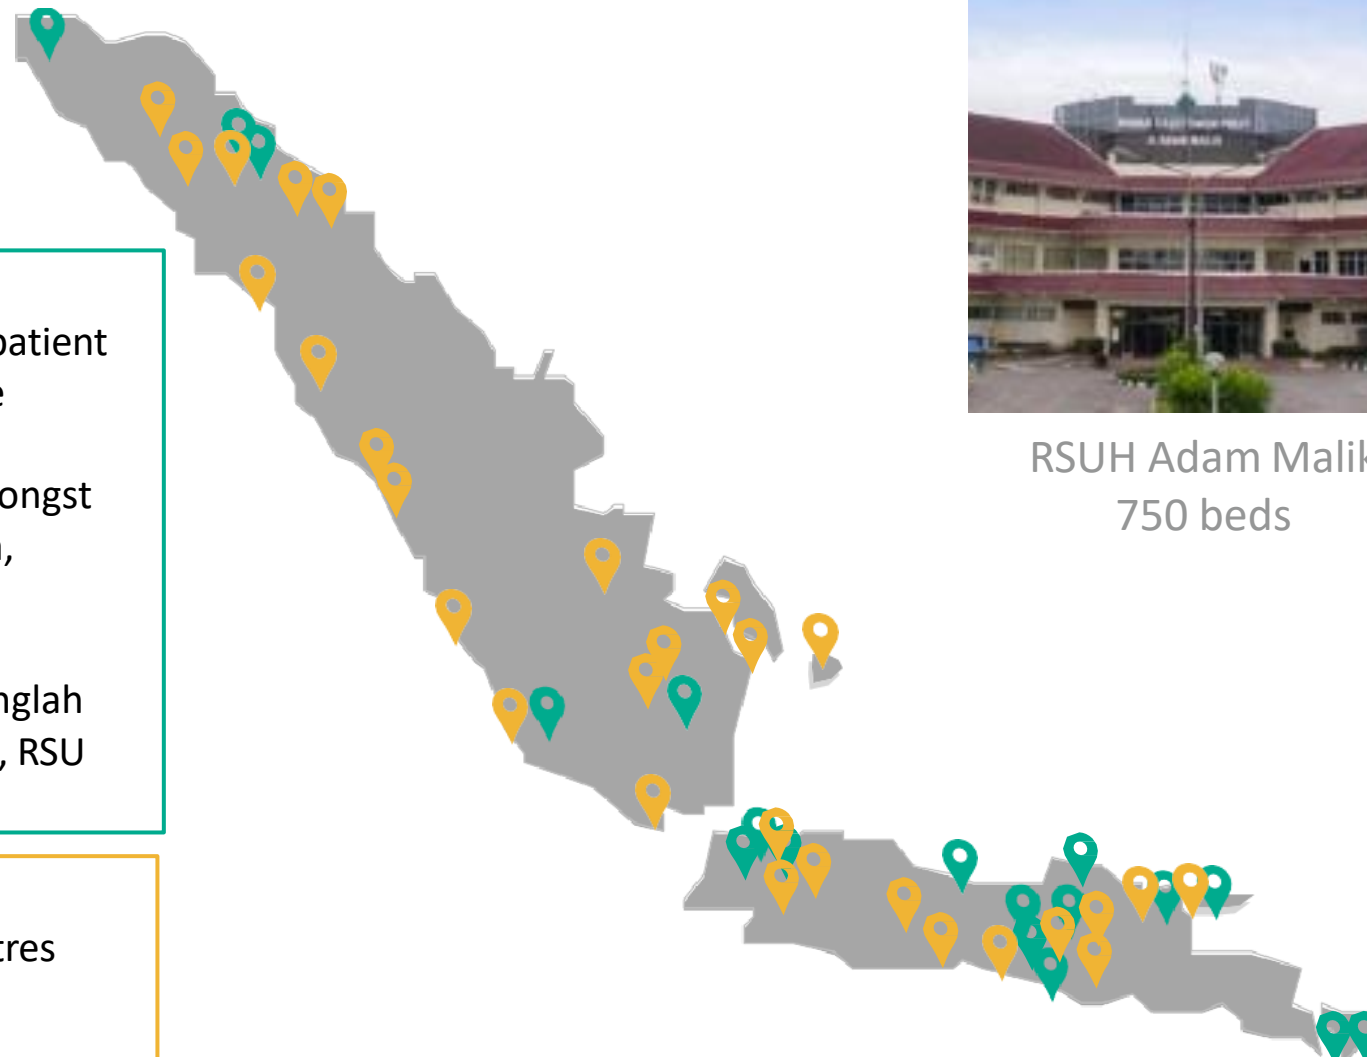 patient
e
ongst
,
nglah
, RSU
tres
RSUH Adam Malik
750 beds